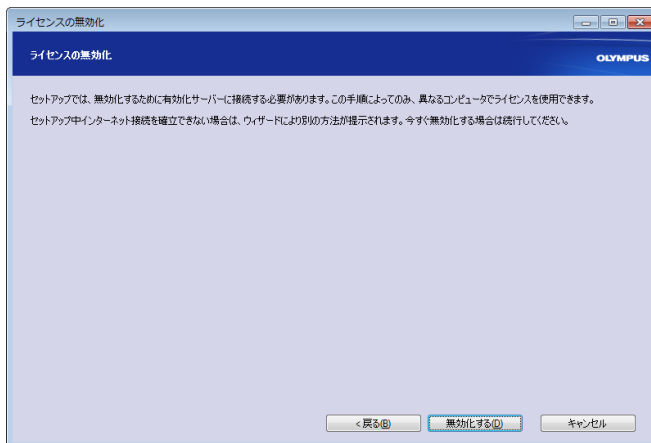 ライセンスの無効化
ライセンスの無効化
OLYMPUS
セットアップでは、無効化するために有効化サーバーに接続する必要があります。この手順によってのみ、異なるコンピュータでライセンスを使用できます。
セットアップ中インターネット接続を確立できない場合は、ウィザードにより別の方法が提示されます。今すぐ無効化する場合は続行してください。
< 戻る(B) 無効化する(D) キャンセル